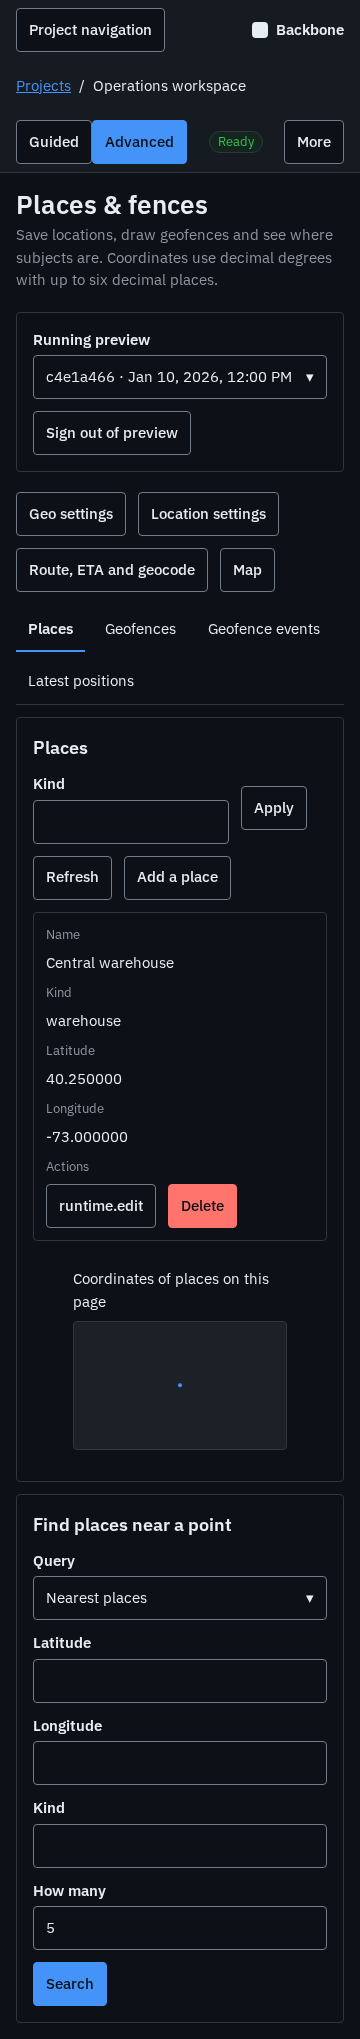 Project navigation
Backbone
Projects / Operations workspace
Guided
Advanced
Ready
More
Places & fences
Save locations, draw geofences and see where
subjects are. Coordinates use decimal degrees
with up to six decimal places.
Running preview
c4e1a466 · Jan 10, 2026, 12:00 PM ▾
Sign out of preview
Geo settings
Location settings
Route, ETA and geocode
Map
Places
Geofences
Geofence events
Latest positions
Places
Kind
Apply
Refresh
Add a place
Name
Central warehouse
Kind
warehouse
Latitude
40.250000
Longitude
-73.000000
Actions
runtime.edit
Delete
Coordinates of places on this
page
Find places near a point
Query
Nearest places ▾
Latitude
Longitude
Kind
How many
5
Search